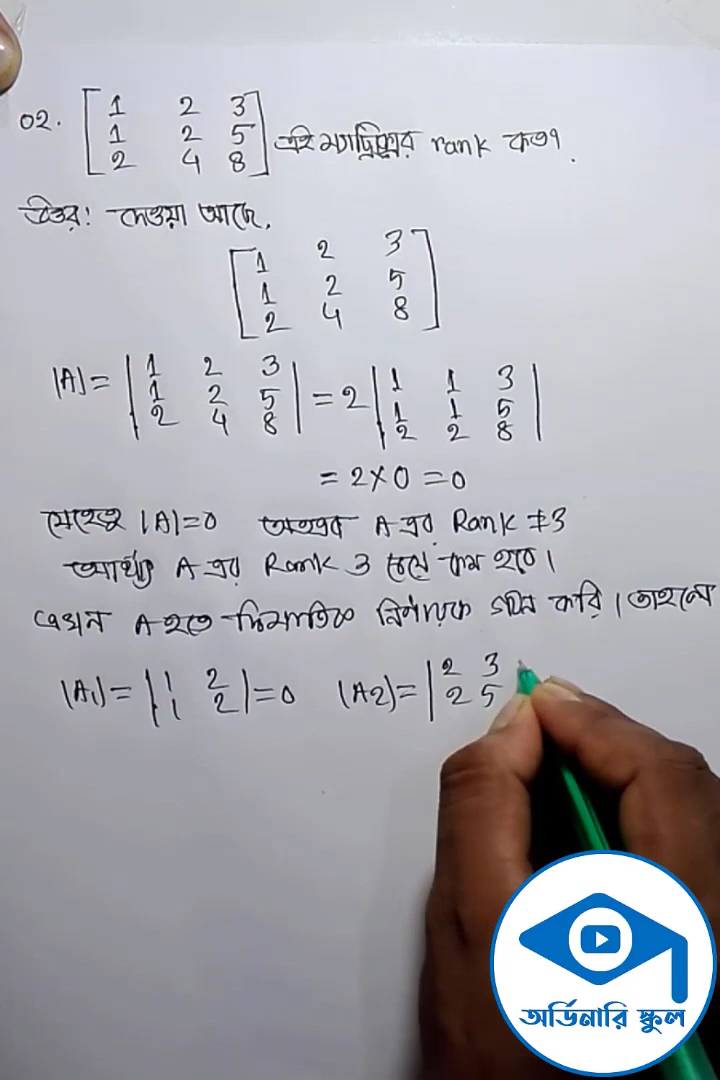 02. [1 2 3
1 2 5
2 4 8] এই ম্যাট্রিক্সের rank কত?
উত্তর: দেওয়া আছে,
[1 2 3
1 2 5
2 4 8]
|A| = |1 2 3
1 2 5
2 4 8| = 2 |1 1 3
1 1 5
2 2 8|
= 2×0 = 0
যেহেতু |A|=0 অতএব A এর Rank ≠3
অর্থাৎ A এর Rank 3 চেয়ে কম হবে।
এখন A হতে দ্বিমাত্রিক নির্ণায়ক গঠন করি। তাহলে
|A₁| = |1 2
1 2| = 0 |A2| = |2 3
2 5
অর্ডিনারি স্কুল